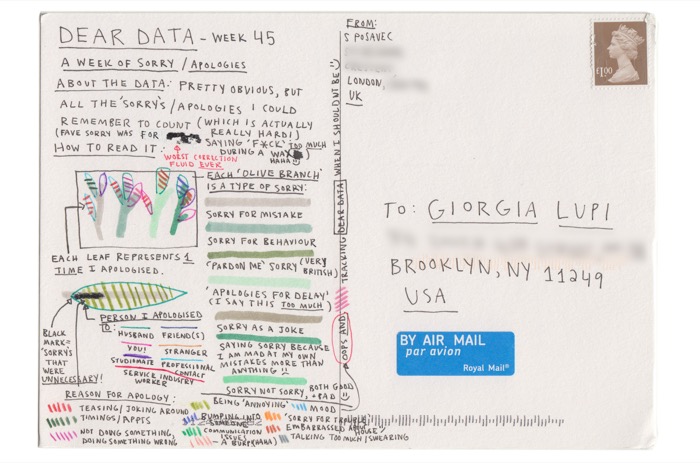 DEAR DATA - WEEK 45
A WEEK OF SORRY / APOLOGIES
ABOUT THE DATA: PRETTY OBVIOUS, BUT
ALL THE 'SORRY'S / APOLOGIES I COULD
REMEMBER TO COUNT (WHICH IS ACTUALLY
REALLY HARD!)
(FAVE SORRY WAS FOR
SAYING 'F*CK' TOO MUCH
DURING A WAX
HAHA
HOW TO READ IT:
WORST CORRECTION
FLUID EVER
EACH 'OLIVE BRANCH'
IS A TYPE OF SORRY:
SORRY FOR MISTAKE
SORRY FOR BEHAVIOUR
'PARDON ME' SORRY (VERY
BRITISH)
'APOLOGIES FOR DELAY'
(I SAY THIS TOO MUCH)
SORRY AS A JOKE
SAYING SORRY BECAUSE
I AM MAD AT MY OWN
MISTAKES MORE THAN
ANYTHING
SORRY NOT SORRY, BOTH GOOD
+ BAD
EACH LEAF REPRESENTS 1
TIME I APOLOGISED.
PERSON I APOLOGISED
TO:
HUSBAND
FRIEND(S)
YOU!
STRANGER
STUDIOMATE
PROFESSIONAL
CONTACT
SERVICE INDUSTRY
WORKER
BLACK
MARK =
'SORRY'S
THAT
WERE
UNNECESSARY!
REASON FOR APOLOGY:
TEASING / JOKING AROUND
TIMINGS / APPTS
NOT DOING SOMETHING,
DOING SOMETHING WRONG
BEING 'ANNOYING'
BUMPING INTO
SOMEONE
COMMUNICATION
ISSUES
A BURP (HAHA)
MOOD
'SORRY FOR TROUBLE'
EMBARRASSED ABOUT
HOUSE
TALKING TOO MUCH / SWEARING
OOPS AND, TRACKING DEAR DATA WHEN I SHOULDN'T BE
FROM:
S POSAVEC
LONDON,
UK
£1.00
TO: GIORGIA LUPI
BROOKLYN, NY 11249
USA
BY AIR MAIL
par avion
Royal Mail®